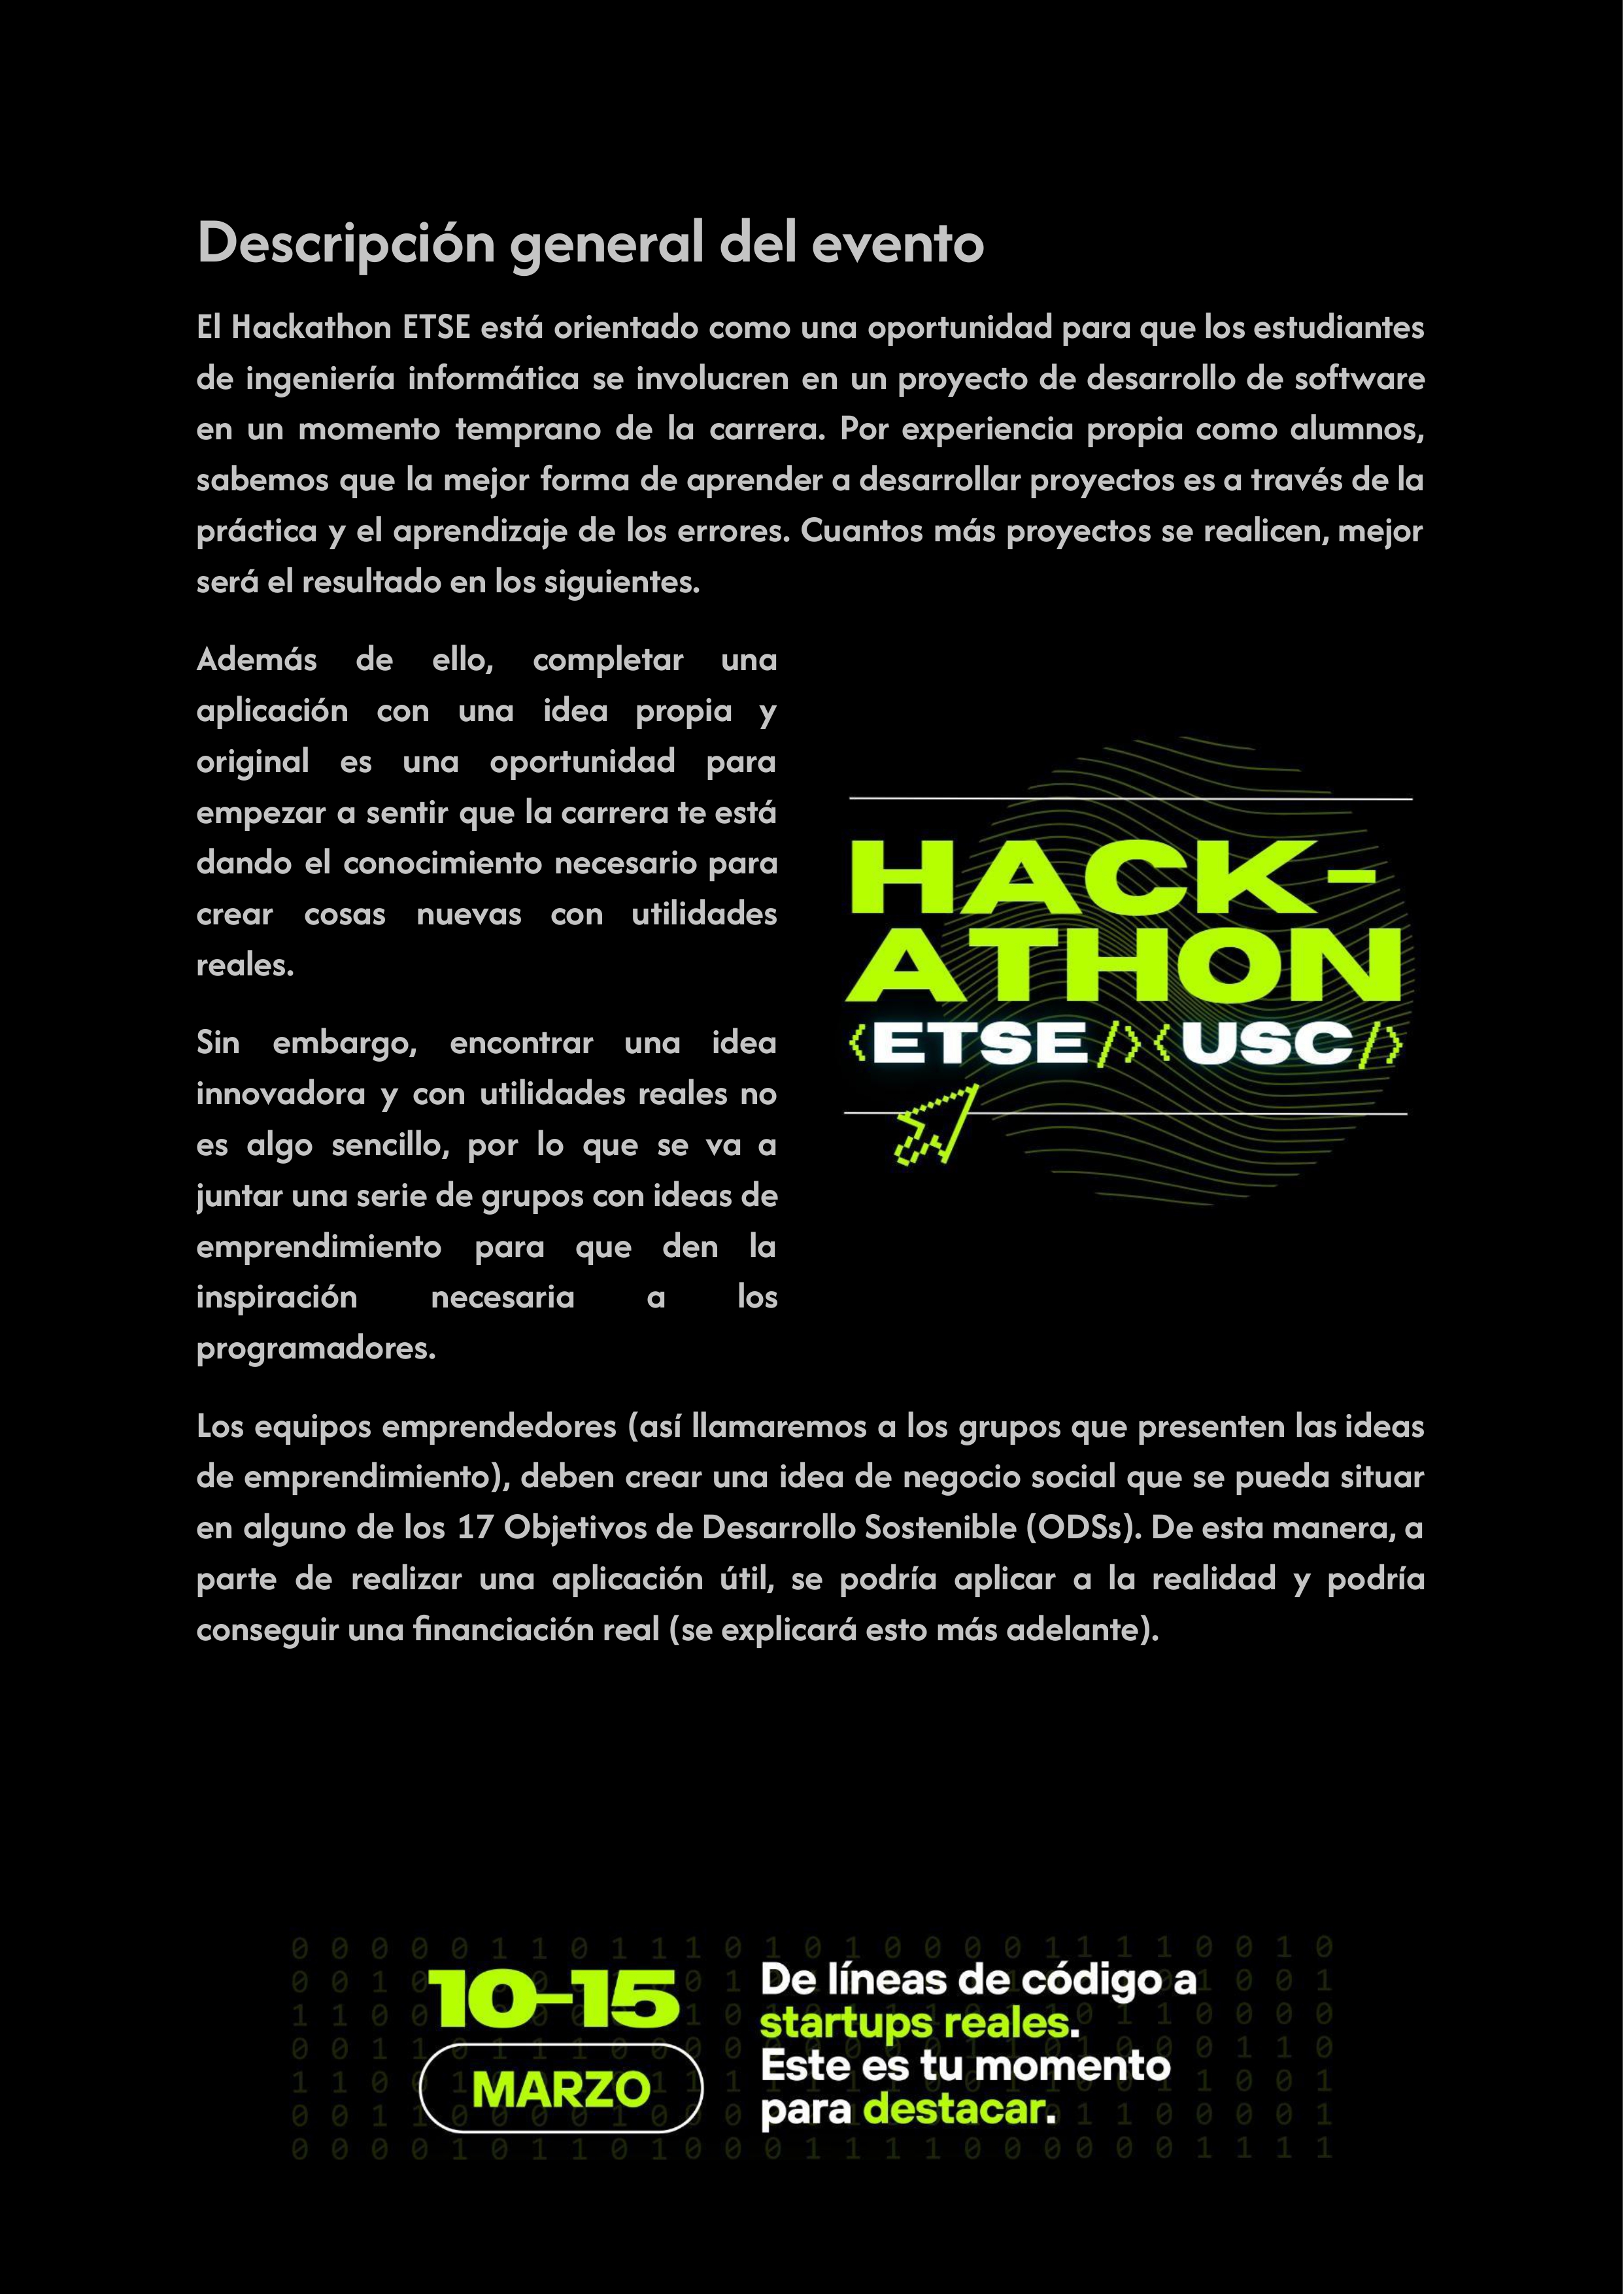 Descripción general del evento
El Hackathon ETSE está orientado como una oportunidad para que los estudiantes
de ingeniería informática se involucren en un proyecto de desarrollo de software
en un momento temprano de la carrera. Por experiencia propia como alumnos,
sabemos que la mejor forma de aprender a desarrollar proyectos es a través de la
práctica y el aprendizaje de los errores. Cuantos más proyectos se realicen, mejor
será el resultado en los siguientes.
Además de ello, completar una
aplicación con una idea propia y
original es una oportunidad para
empezar a sentir que la carrera te está
dando el conocimiento necesario para
crear cosas nuevas con utilidades
reales.
Sin embargo, encontrar una idea
innovadora y con utilidades reales no
es algo sencillo, por lo que se va a
juntar una serie de grupos con ideas de
emprendimiento para que den la
inspiración necesaria a los
programadores.
HACK-
ATHON
<ETSE/><USC/>
Los equipos emprendedores (así llamaremos a los grupos que presenten las ideas
de emprendimiento), deben crear una idea de negocio social que se pueda situar
en alguno de los 17 Objetivos de Desarrollo Sostenible (ODSs). De esta manera, a
parte de realizar una aplicación útil, se podría aplicar a la realidad y podría
conseguir una financiación real (se explicará esto más adelante).
10-15
MARZO
De líneas de código a
startups reales.
Este es tu momento
para destacar.